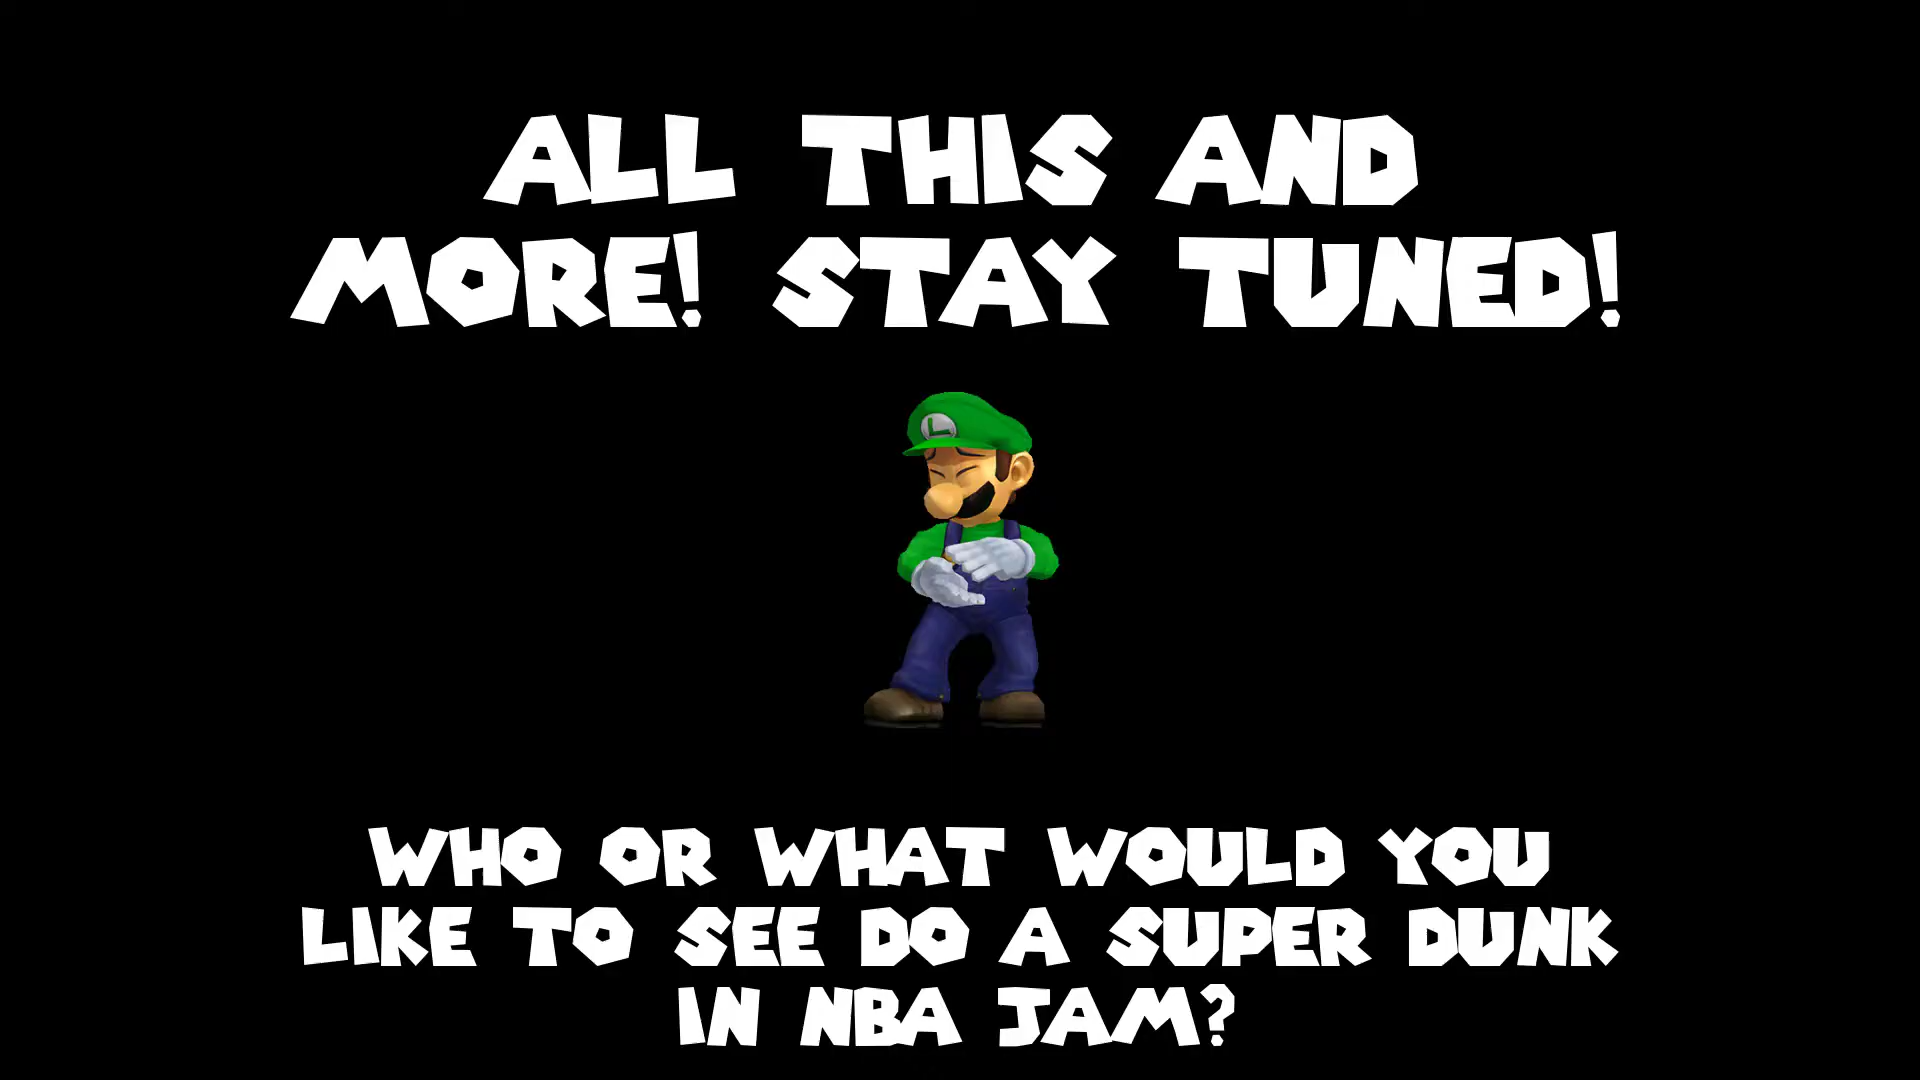 ALL THIS AND
MORE! STAY TUNED!
L
WHO OR WHAT WOULD YOU
LIKE TO SEE DO A SUPER DUNK
IN NBA JAM?